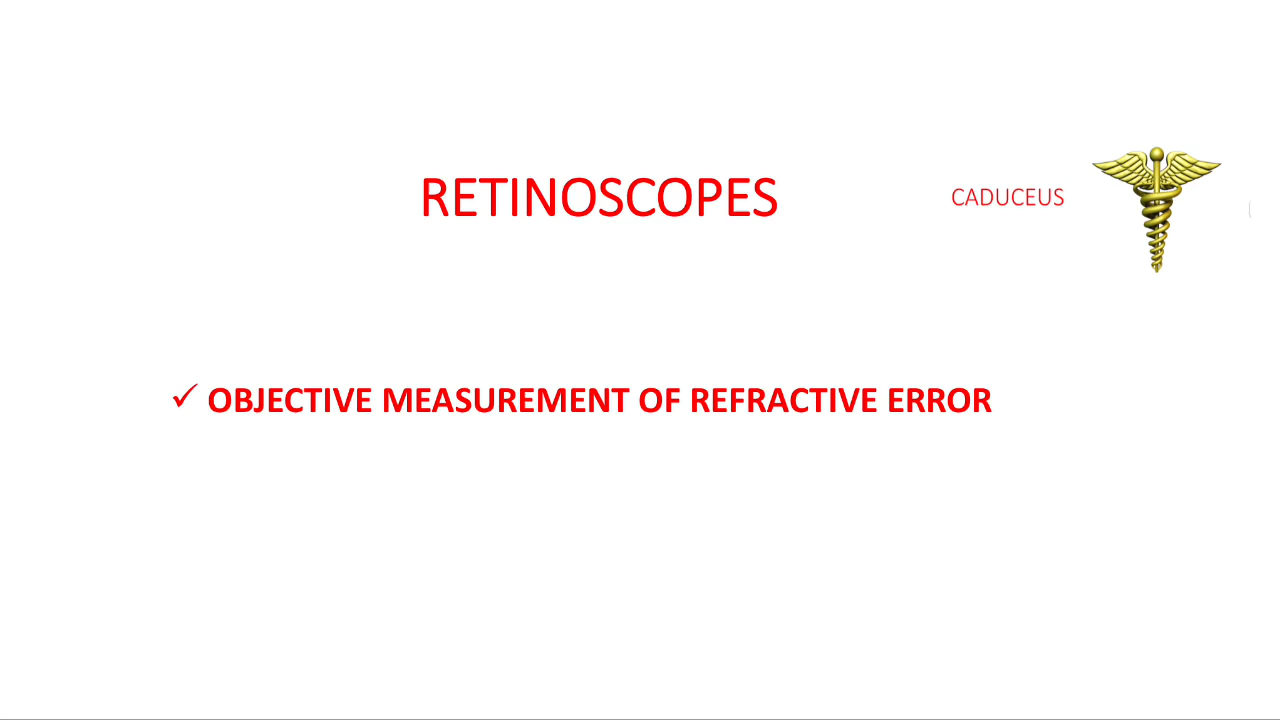 RETINOSCOPES
CADUCEUS
✓ OBJECTIVE MEASUREMENT OF REFRACTIVE ERROR